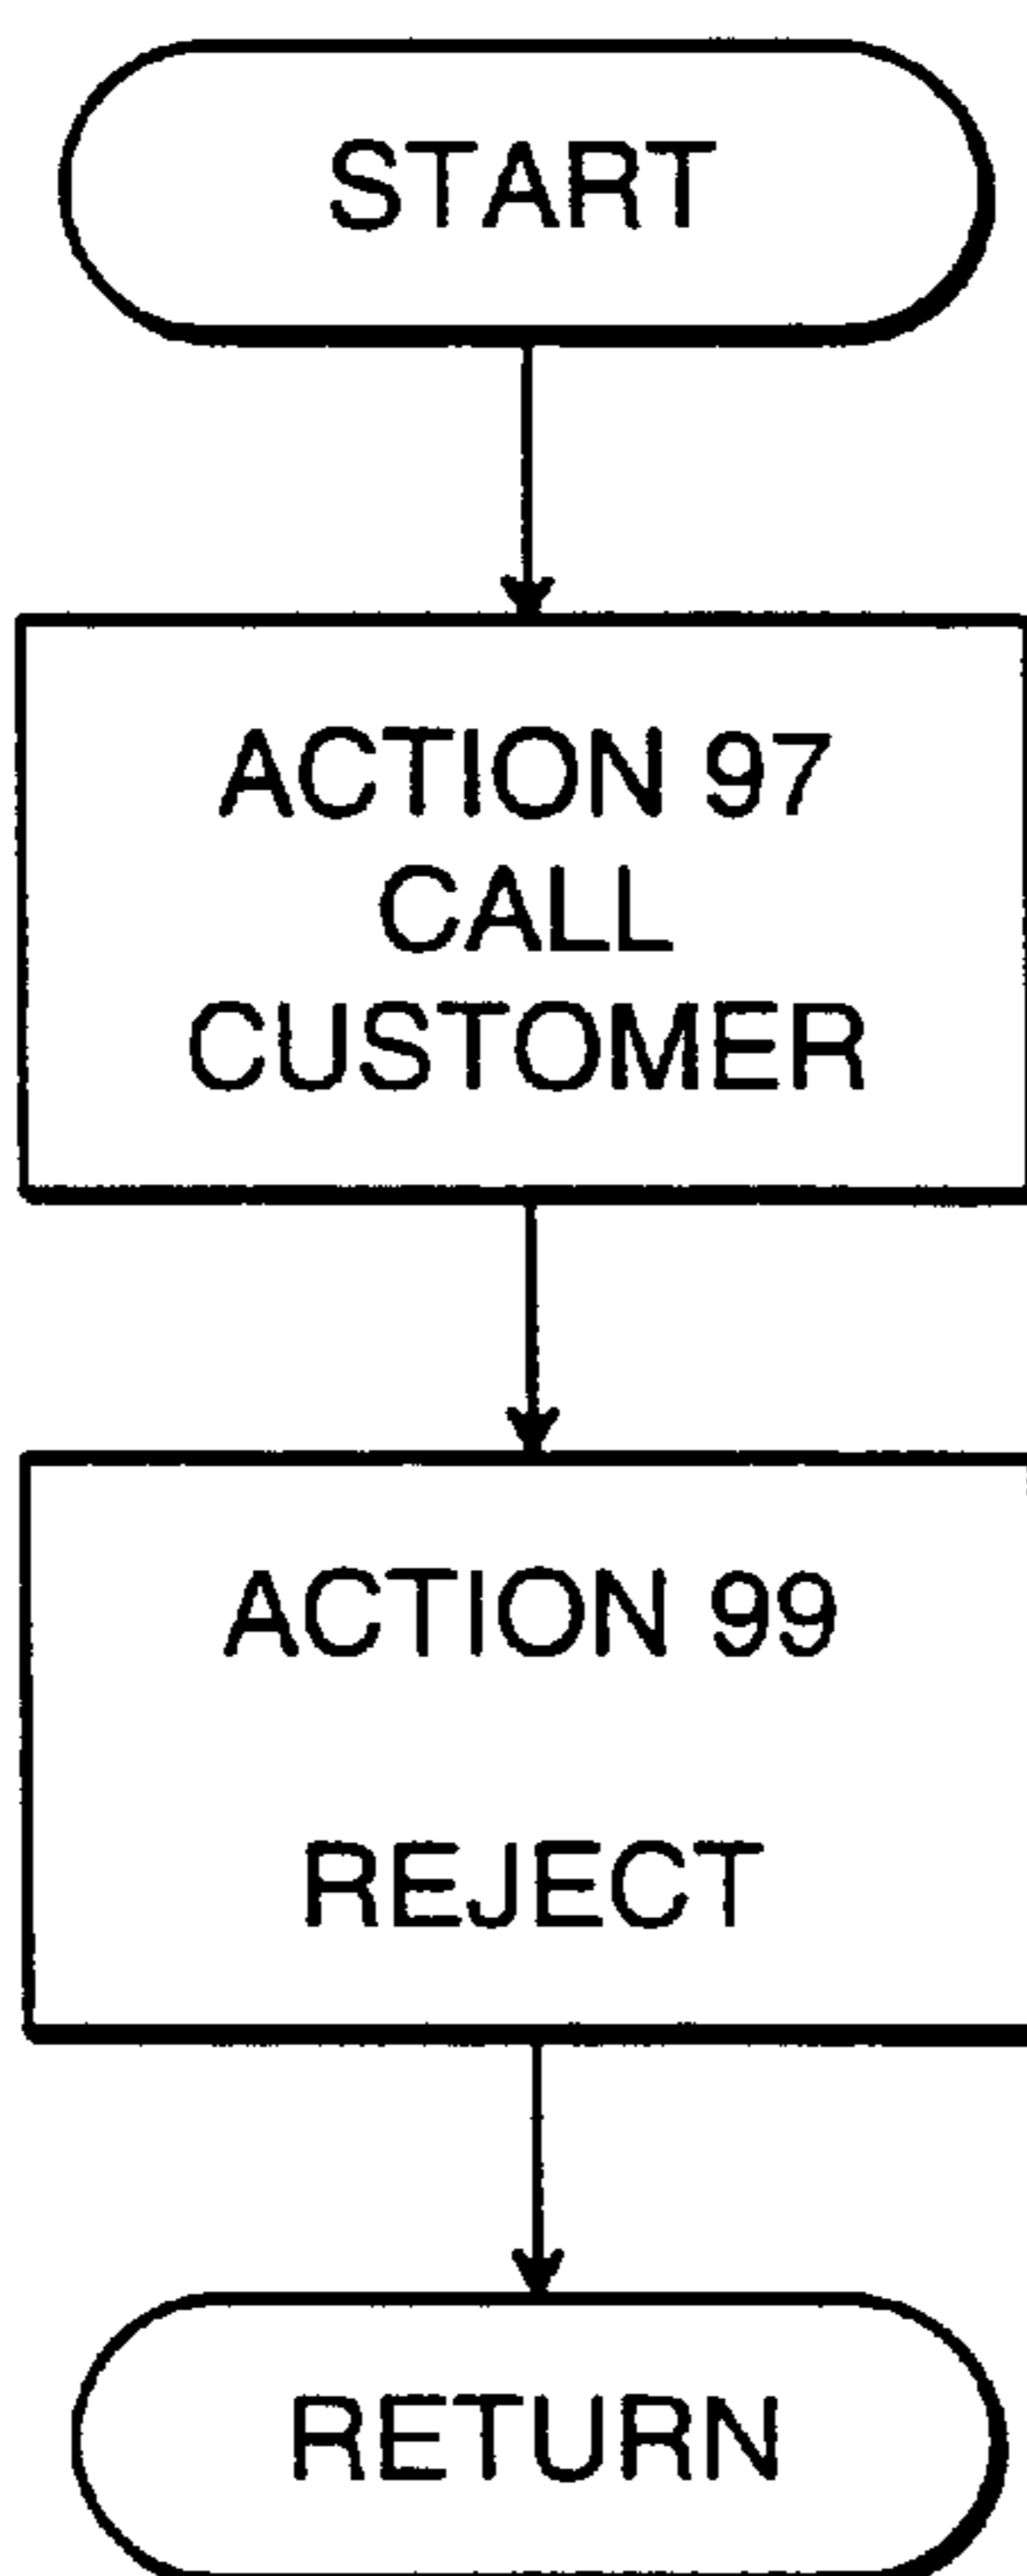 START
ACTION 97
CALL
CUSTOMER
ACTION 99
REJECT
RETURN